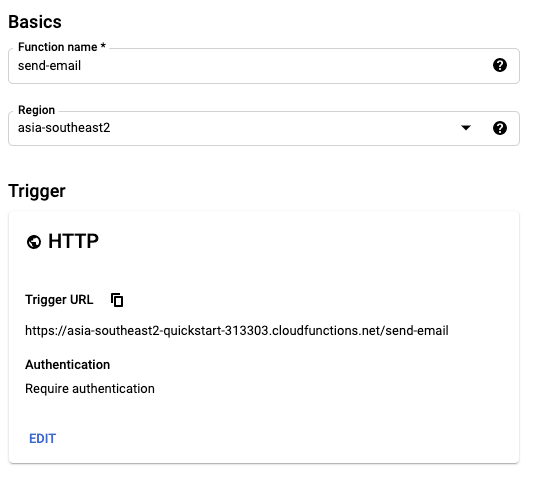 Basics
Function name *
send-email
Region
asia-southeast2
Trigger
HTTP
Trigger URL
https://asia-southeast2-quickstart-313303.cloudfunctions.net/send-email
Authentication
Require authentication
EDIT